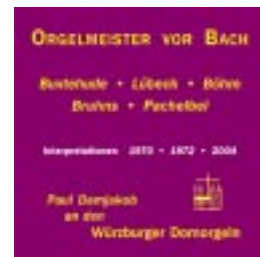 ORGELMEISTER VOR BACH
Buxtehude + Lübeck + Böhm
Bruhns + Pachelbel
Interpretationen 1970 • 1972 • 2004
Paul Damjakob
an den
Würzburger Domorgeln